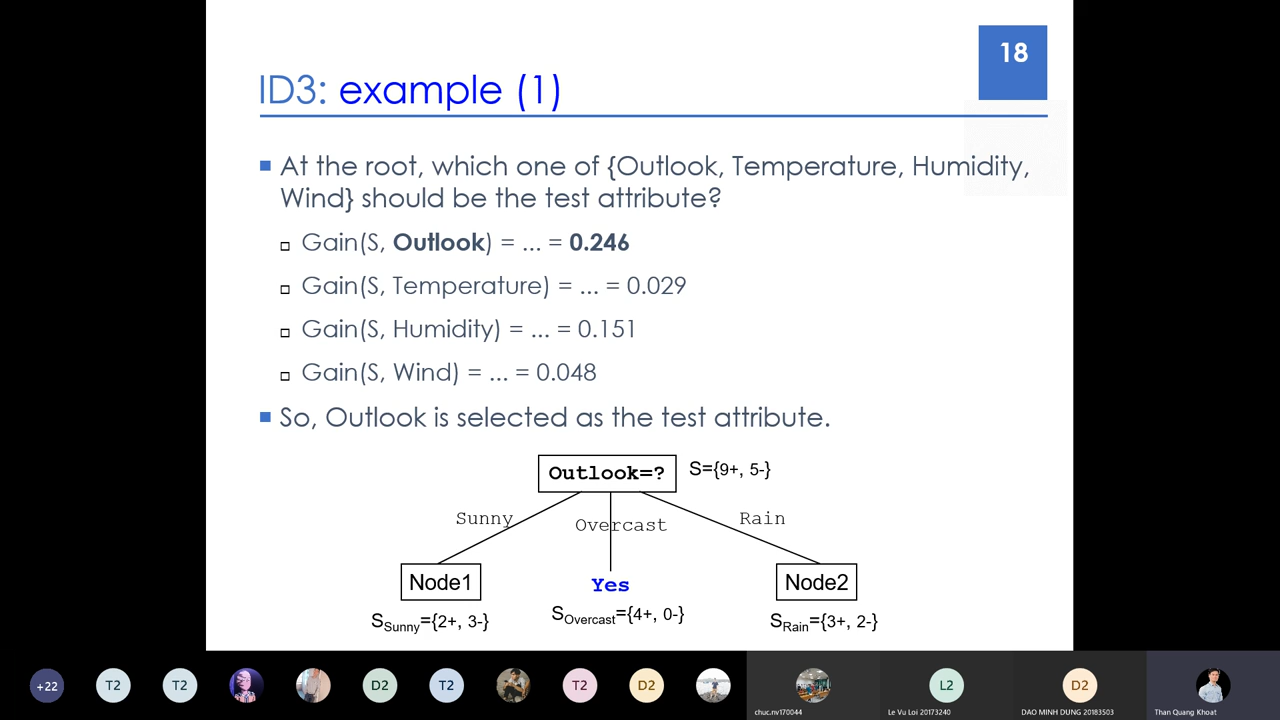 18
ID3: example (1)
At the root, which one of {Outlook, Temperature, Humidity,
Wind} should be the test attribute?
Gain(S, Outlook) = ... = 0.246
Gain(S, Temperature) = ... = 0.029
Gain(S, Humidity) = ... = 0.151
Gain(S, Wind) = ... = 0.048
So, Outlook is selected as the test attribute.
Outlook=? S={9+, 5-}
Sunny Overcast Rain
Node1 Yes Node2
SSunny={2+, 3-} SOvercast={4+, 0-} SRain={3+, 2-}
+22 T2 T2 D2 T2 T2 D2 L2 D2
chuc.nv170044 Le Vu Loi 20173240 DAO MINH DUNG 20183503 Than Quang Khoat